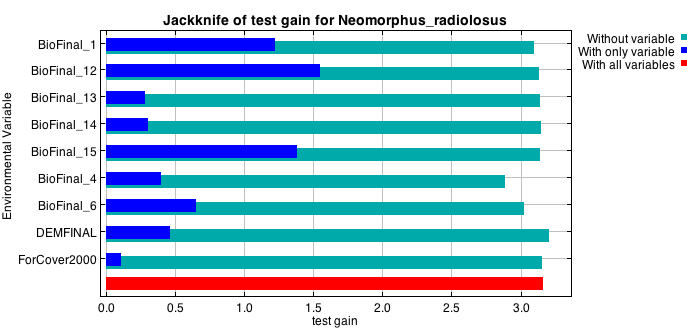 Jackknife of test gain for Neomorphus_radiolosus
Without variable
With only variable
With all variables
Environmental Variable
BioFinal_1
BioFinal_12
BioFinal_13
BioFinal_14
BioFinal_15
BioFinal_4
BioFinal_6
DEMFINAL
ForCover2000
0.0 0.5 1.0 1.5 2.0 2.5 3.0
test gain